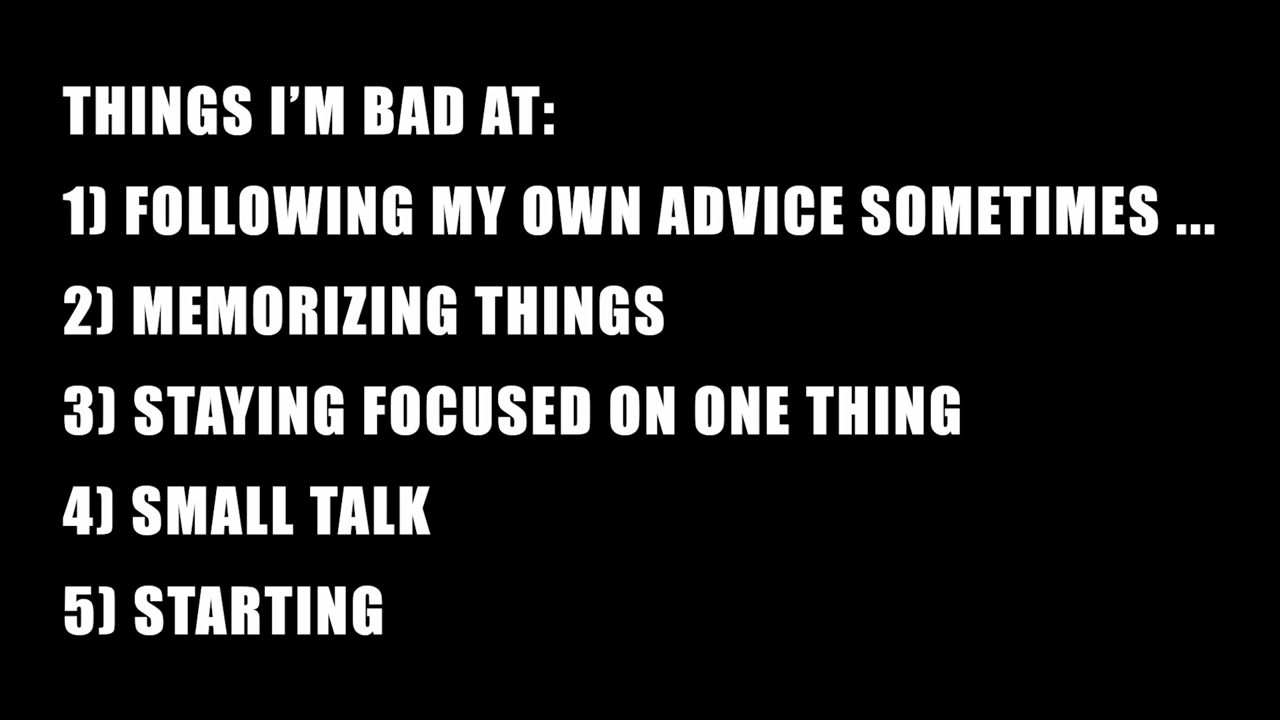 THINGS I’M BAD AT:
1) FOLLOWING MY OWN ADVICE SOMETIMES ...
2) MEMORIZING THINGS
3) STAYING FOCUSED ON ONE THING
4) SMALL TALK
5) STARTING